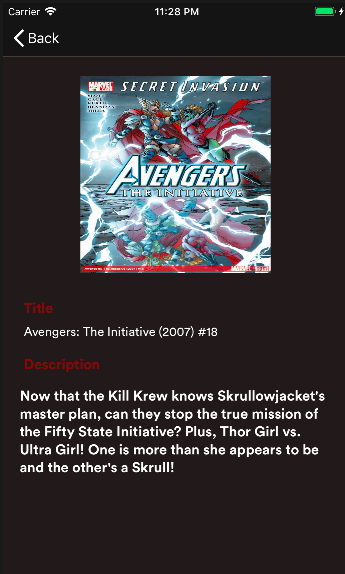 Carrier 11:28 PM
Back
MARVEL
SECRET INVASION
AVENGERS
THE INITIATIVE
Title
Avengers: The Initiative (2007) #18
Description
Now that the Kill Krew knows Skrullowjacket's
master plan, can they stop the true mission of
the Fifty State Initiative? Plus, Thor Girl vs.
Ultra Girl! One is more than she appears to be
and the other's a Skrull!